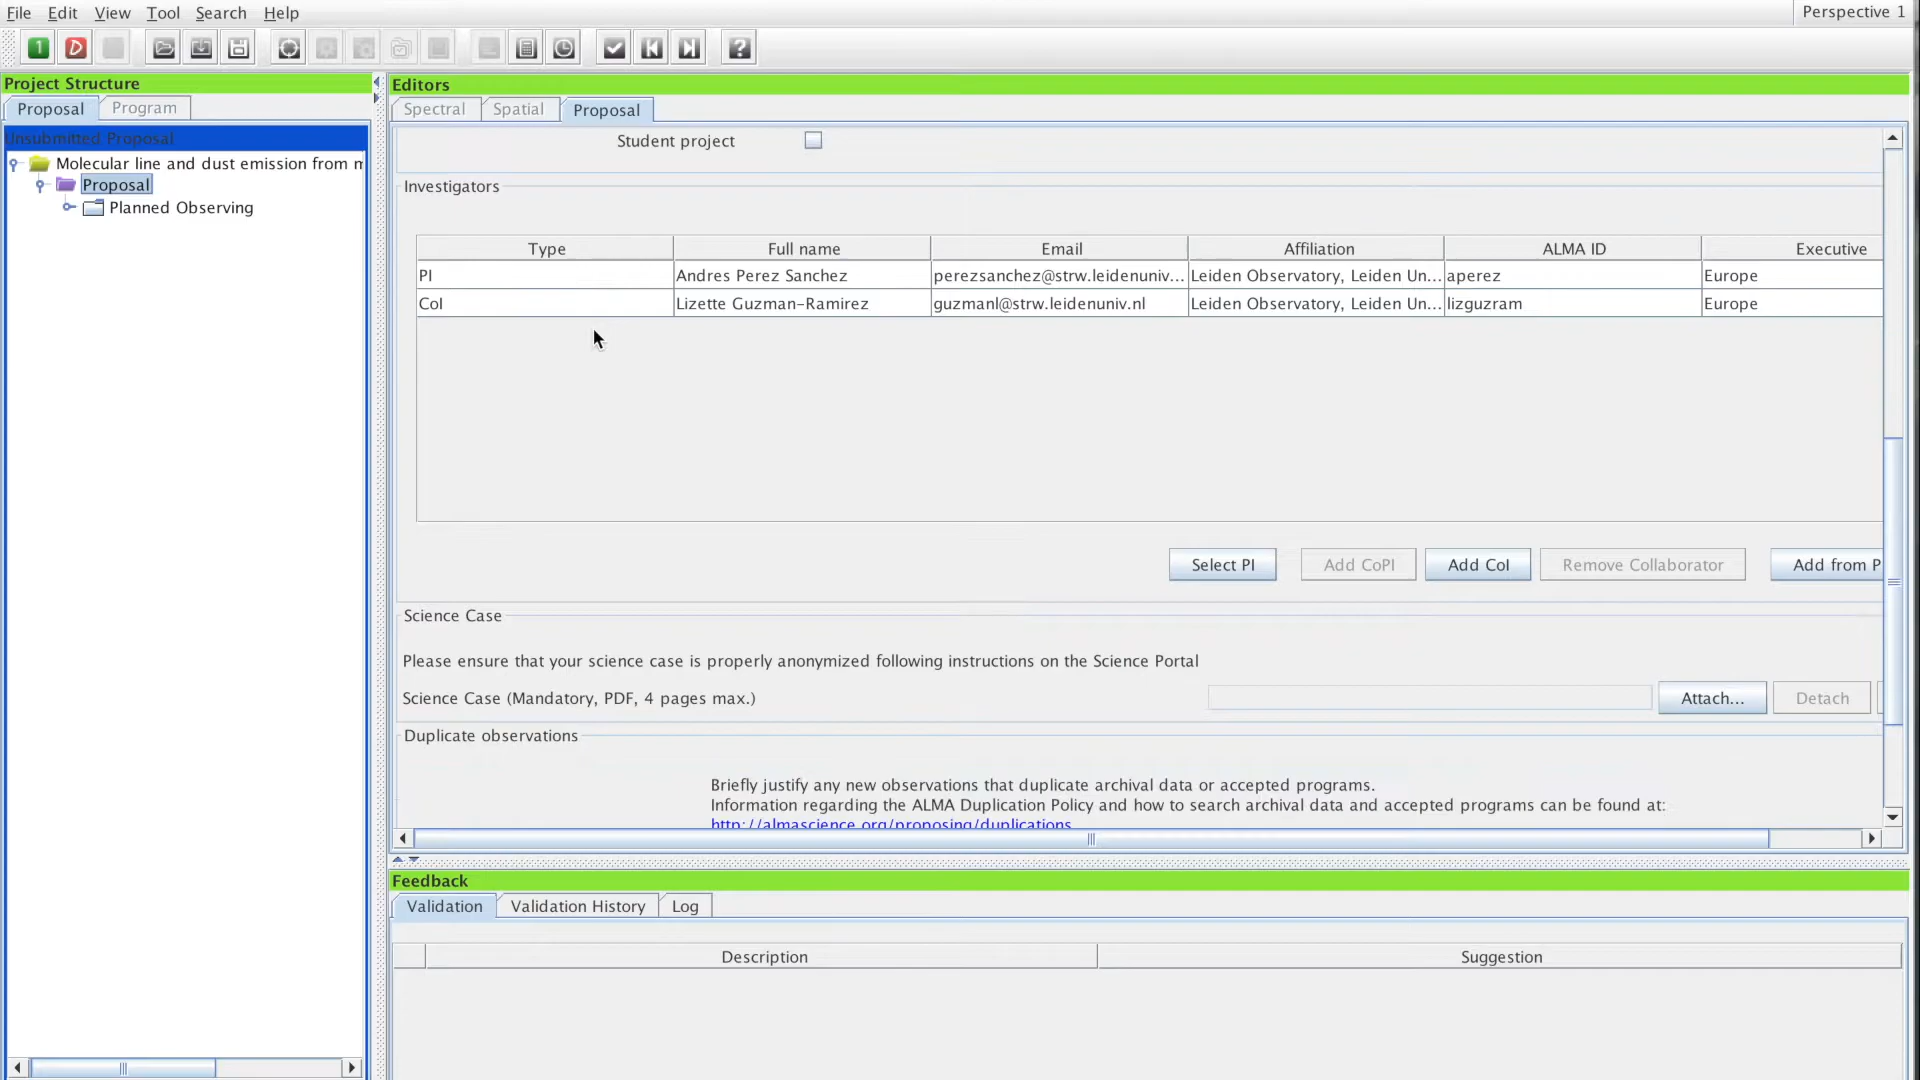 File Edit View Tool Search Help
Perspective 1
1 D ?
Project Structure
Editors
Proposal Program
Spectral Spatial Proposal
Unsubmitted Proposal
Student project
Molecular line and dust emission from
Proposal
Planned Observing
Investigators
Type Full name Email Affiliation ALMA ID Executive
PI Andres Perez Sanchez perezsanchez@strw.leidenuniv... Leiden Observatory, Leiden Un... aperez Europe
CoI Lizette Guzman-Ramirez guzmanl@strw.leidenuniv.nl Leiden Observatory, Leiden Un... lizguzram Europe
Select PI Add CoPI Add CoI Remove Collaborator Add from P
Science Case
Please ensure that your science case is properly anonymized following instructions on the Science Portal
Science Case (Mandatory, PDF, 4 pages max.) Attach... Detach
Duplicate observations
Briefly justify any new observations that duplicate archival data or accepted programs.
Information regarding the ALMA Duplication Policy and how to search archival data and accepted programs can be found at:
http://almascience.org/proposing/duplications
Feedback
Validation Validation History Log
Description Suggestion